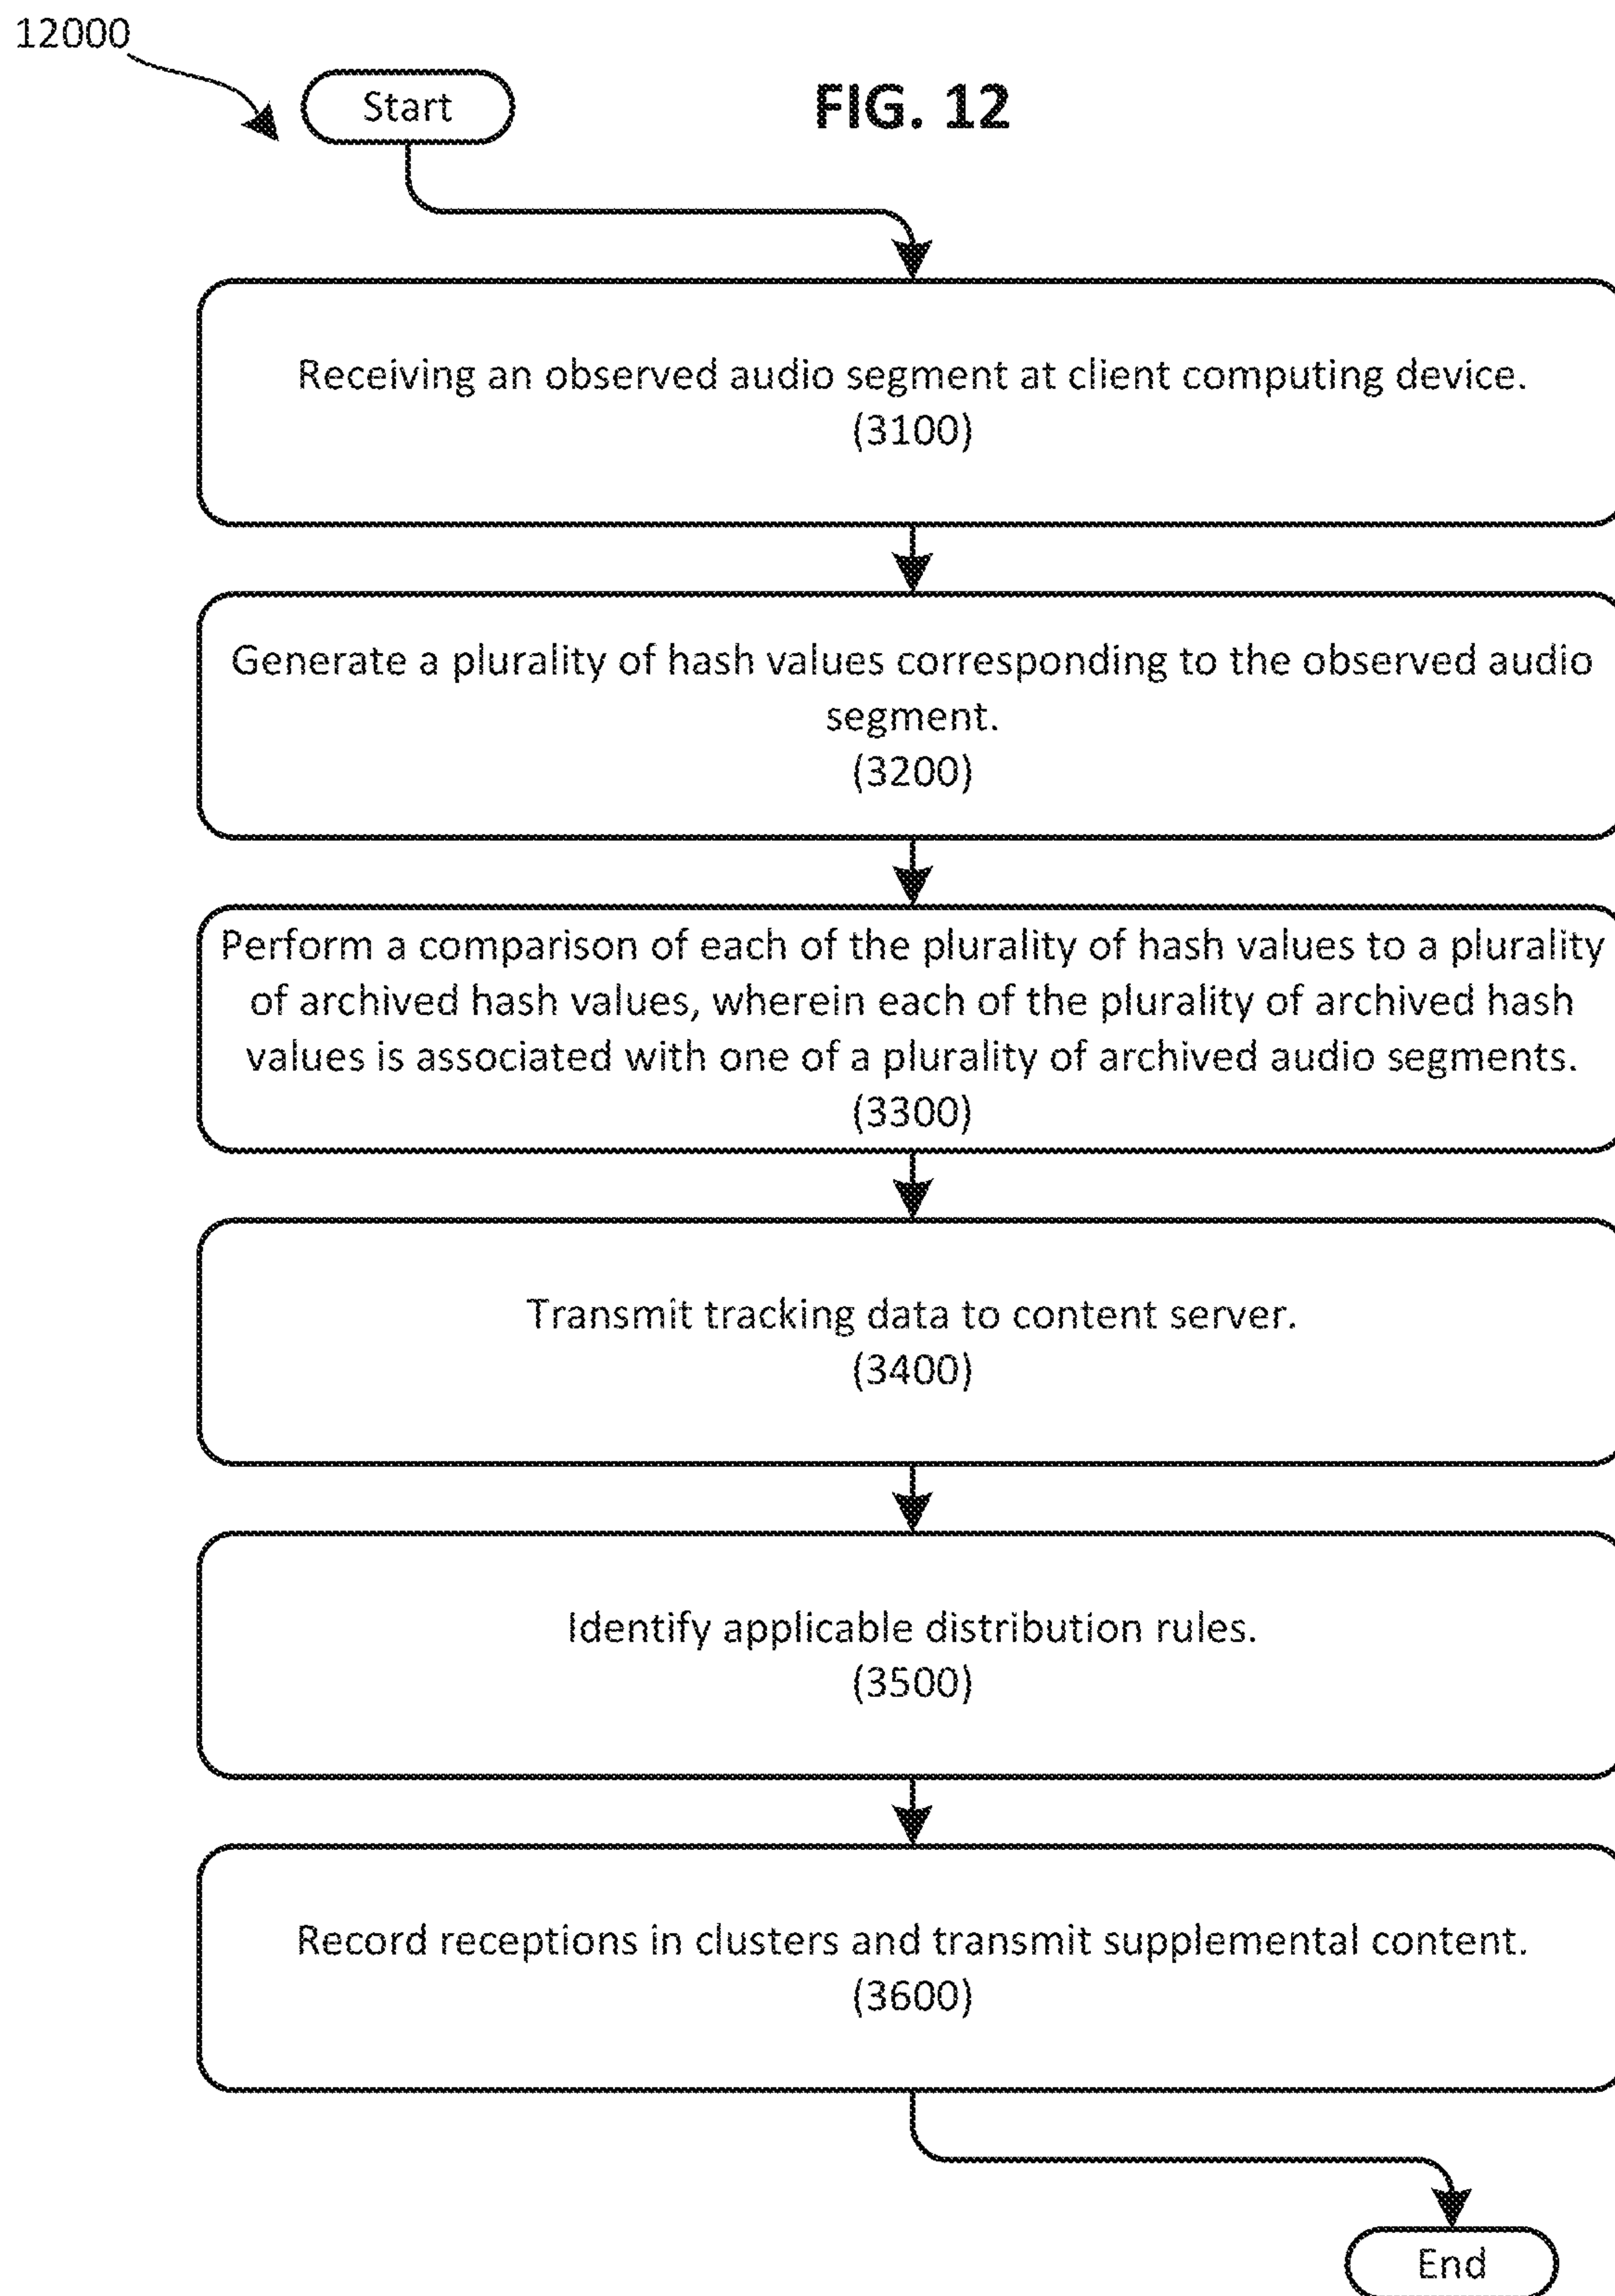 12000
Start
FIG. 12
Receiving an observed audio segment at client computing device.
(3100)
Generate a plurality of hash values corresponding to the observed audio
segment.
(3200)
Perform a comparison of each of the plurality of hash values to a plurality
of archived hash values, wherein each of the plurality of archived hash
values is associated with one of a plurality of archived audio segments.
(3300)
Transmit tracking data to content server.
(3400)
Identify applicable distribution rules.
(3500)
Record receptions in clusters and transmit supplemental content.
(3600)
End